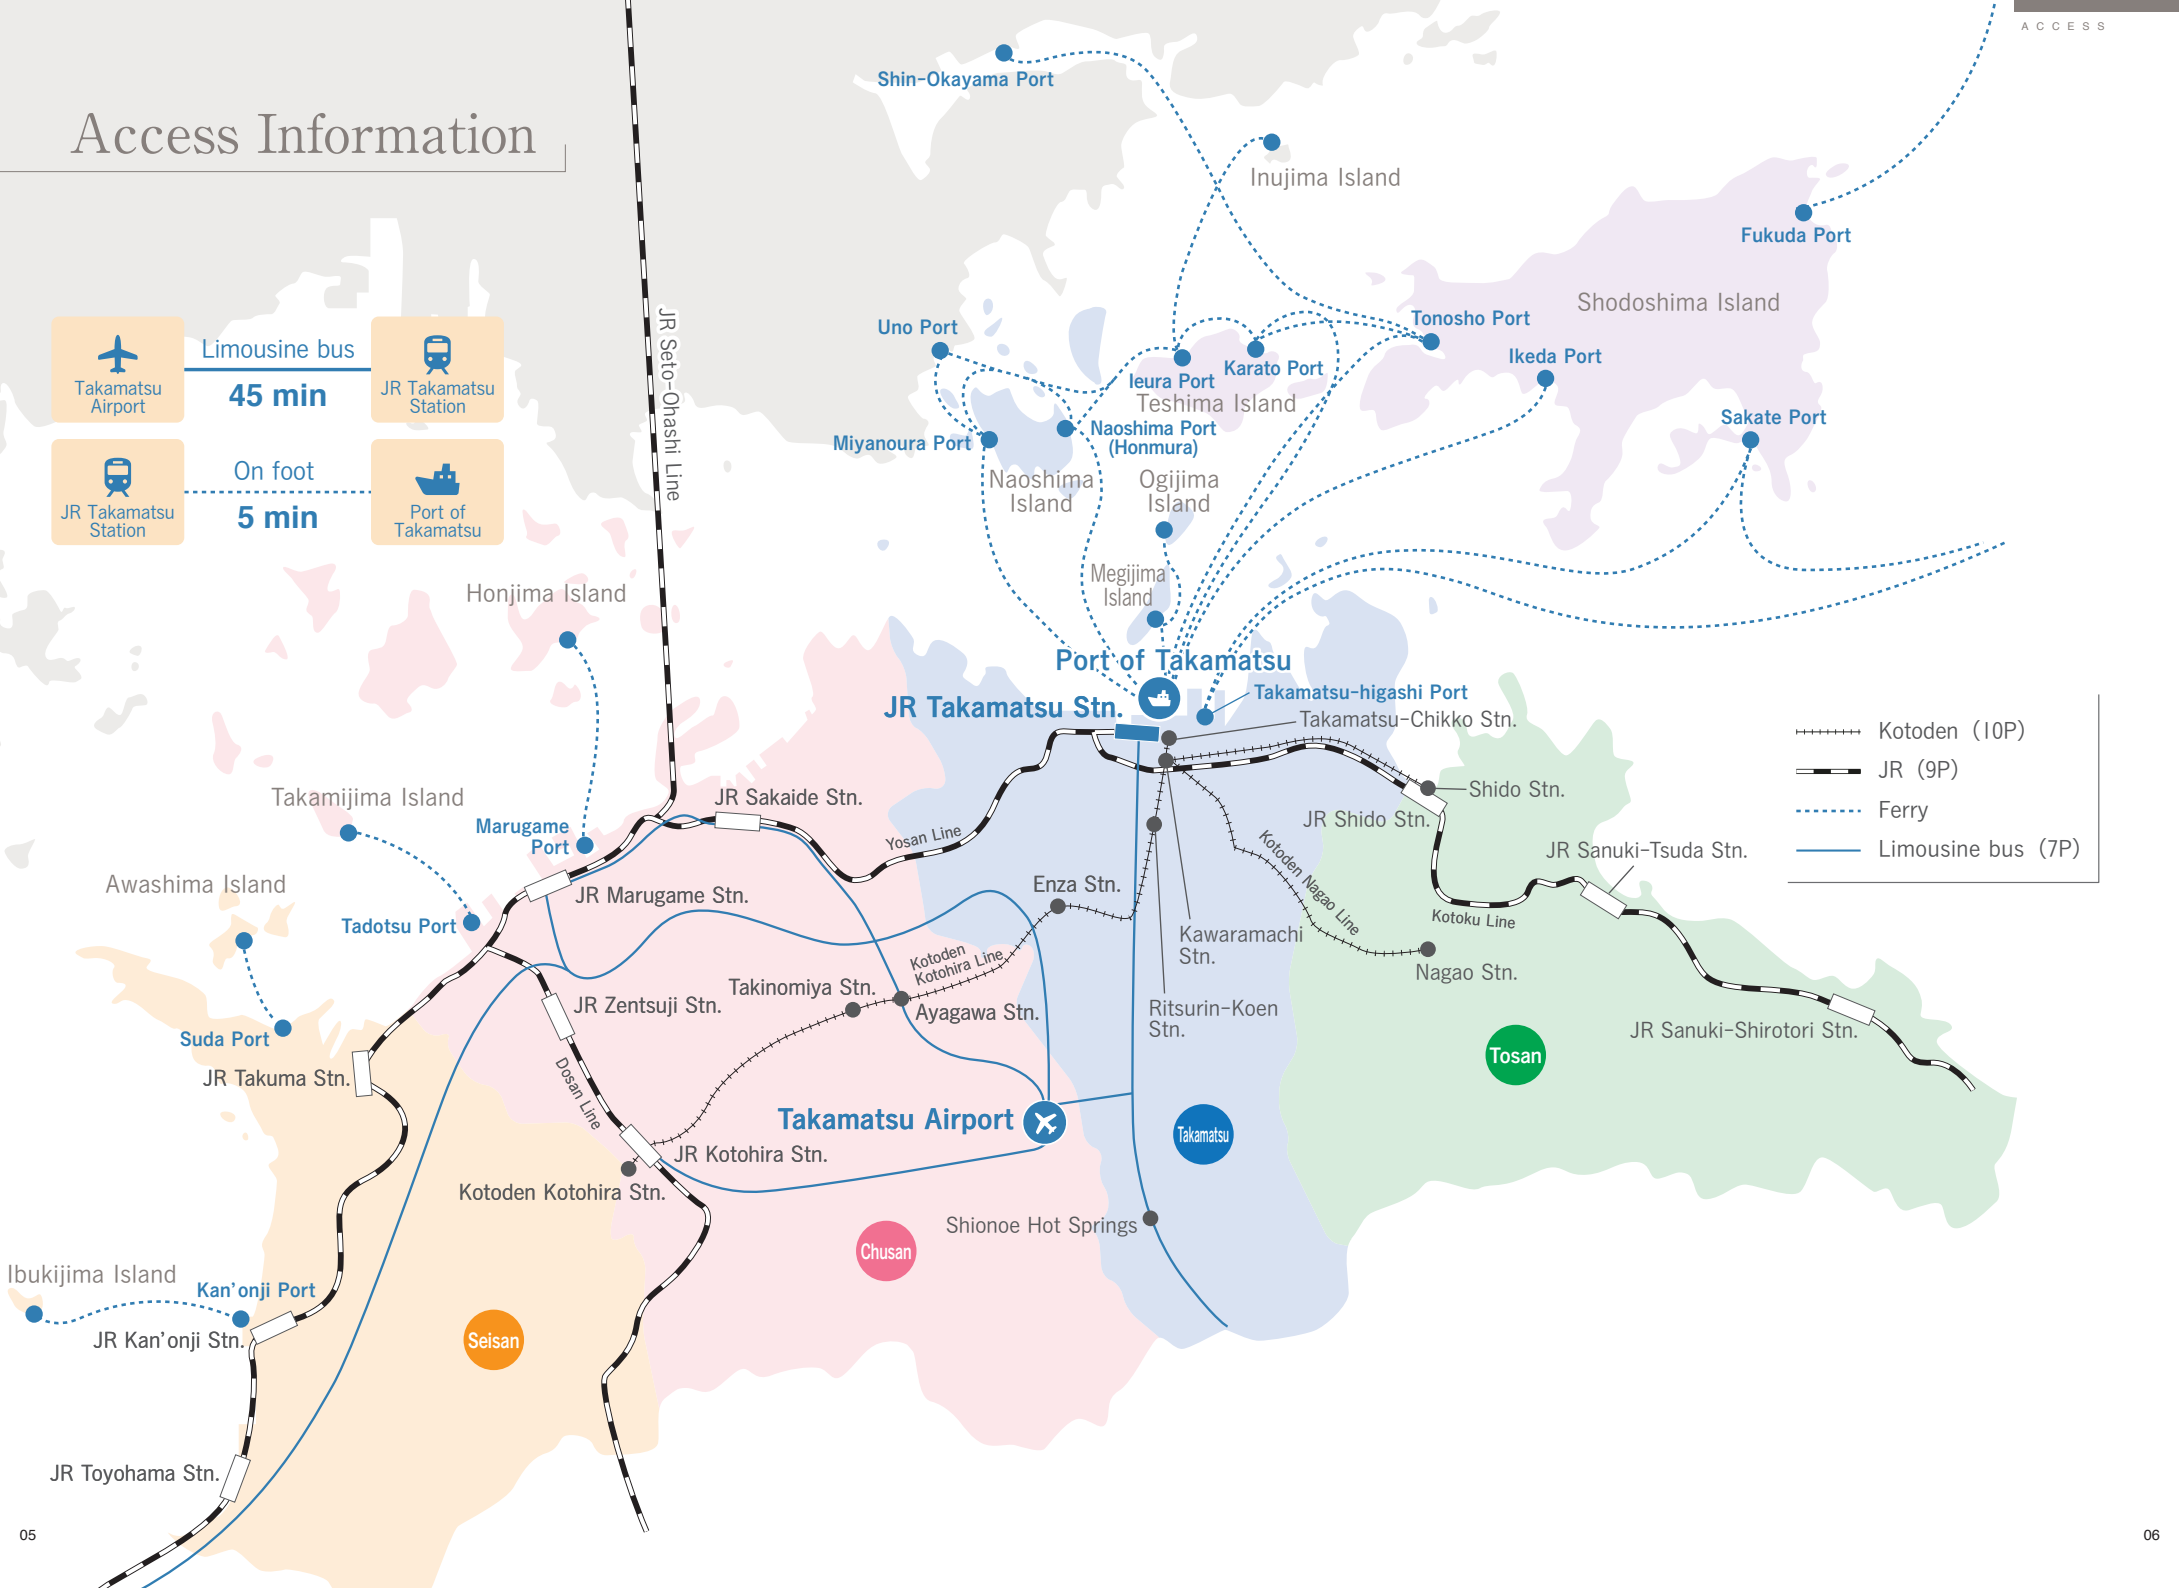 ACCESS
Access Information
Takamatsu
Airport
Limousine bus
45 min
JR Takamatsu
Station
JR Takamatsu
Station
On foot
5 min
Port of
Takamatsu
Shin-Okayama Port
Inujima Island
Fukuda Port
Shodoshima Island
Uno Port
Tonosho Port
Ikeda Port
Karato Port
Ieura Port
Teshima Island
Sakate Port
Miyanoura Port
Naoshima Port
(Honmura)
Naoshima
Island
Ogijima
Island
Megijima
Island
JR Seto-Ohashi Line
Honjima Island
Port of Takamatsu
JR Takamatsu Stn.
Takamatsu-higashi Port
Takamatsu-Chikko Stn.
Kotoden (10P)
JR (9P)
Ferry
Limousine bus (7P)
Takamijima Island
JR Sakaide Stn.
Shido Stn.
JR Shido Stn.
Marugame
Port
Yosan Line
JR Sanuki-Tsuda Stn.
Awashima Island
JR Marugame Stn.
Enza Stn.
Kotoden Nagao Line
Kotoku Line
Tadotsu Port
Kawaramachi
Stn.
Kotoden
Kotohira Line
Nagao Stn.
Takinomiya Stn.
JR Zentsuji Stn.
Ayagawa Stn.
Ritsurin-Koen
Stn.
JR Sanuki-Shirotori Stn.
Suda Port
JR Takuma Stn.
Dosan Line
Tosan
Takamatsu Airport
Takamatsu
JR Kotohira Stn.
Kotoden Kotohira Stn.
Shionoe Hot Springs
Chusan
Ibukijima Island
Kan'onji Port
JR Kan'onji Stn.
Seisan
JR Toyohama Stn.
05
06